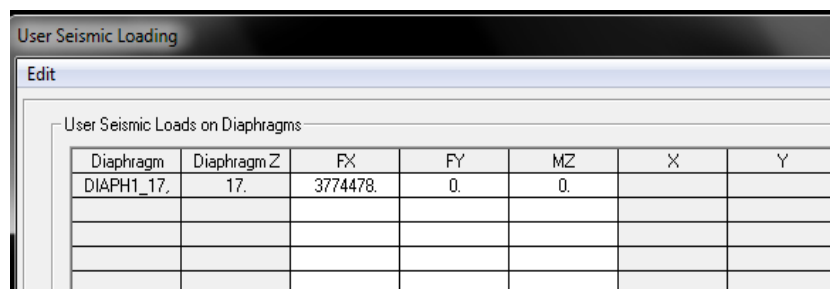 User Seismic Loading
Edit
User Seismic Loads on Diaphragms
Diaphragm Diaphragm Z FX FY MZ X Y
DIAPH1_17, 17. 3774478. 0. 0.